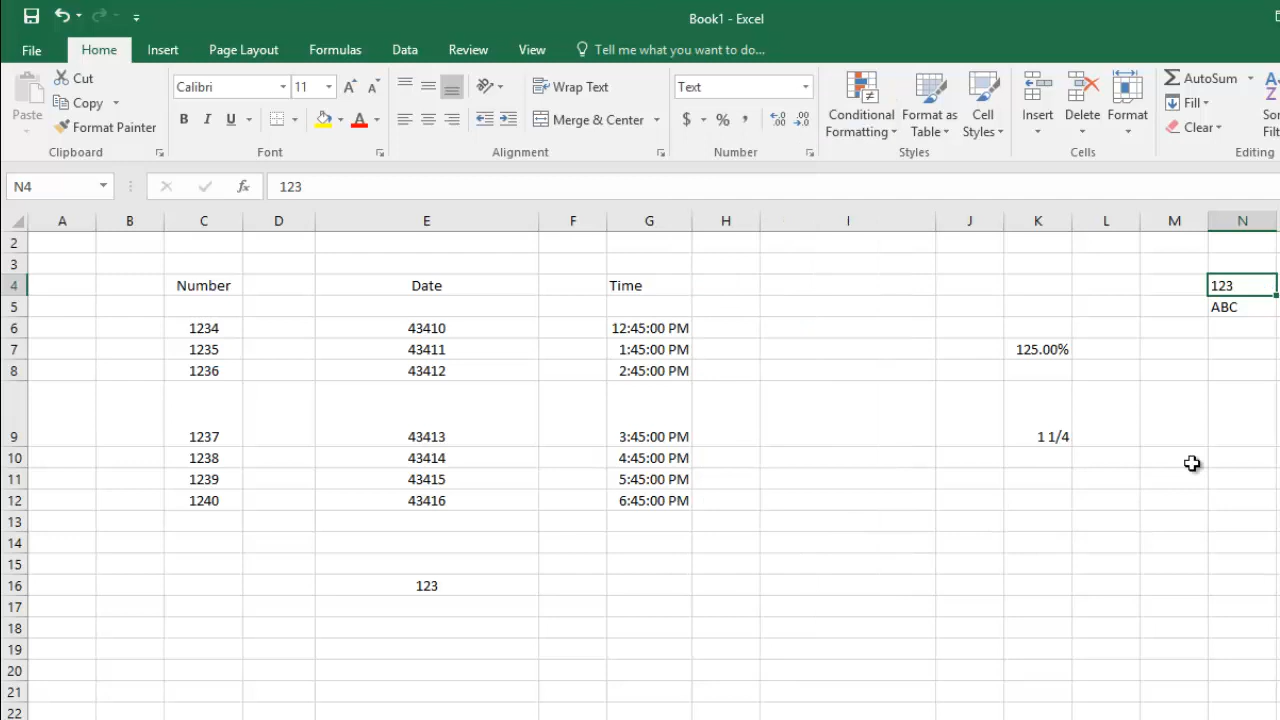 Book1 - Excel
File Home Insert Page Layout Formulas Data Review View Tell me what you want to do...
Cut
Copy
Format Painter
Paste
Clipboard
Calibri 11
B I U
Font
Wrap Text
Merge & Center
Alignment
Text
$ % ,
Number
Conditional Formatting
Format as Table
Cell Styles
Styles
Insert Delete Format
Cells
AutoSum
Fill
Clear
Editing
N4 fx 123
A B C D E F G H I J K L M N
2
3
4 Number Date Time 123
5 ABC
6 1234 43410 12:45:00 PM
7 1235 43411 1:45:00 PM 125.00%
8 1236 43412 2:45:00 PM
9 1237 43413 3:45:00 PM 1 1/4
10 1238 43414 4:45:00 PM
11 1239 43415 5:45:00 PM
12 1240 43416 6:45:00 PM
13
14
15
16 123
17
18
19
20
21
22